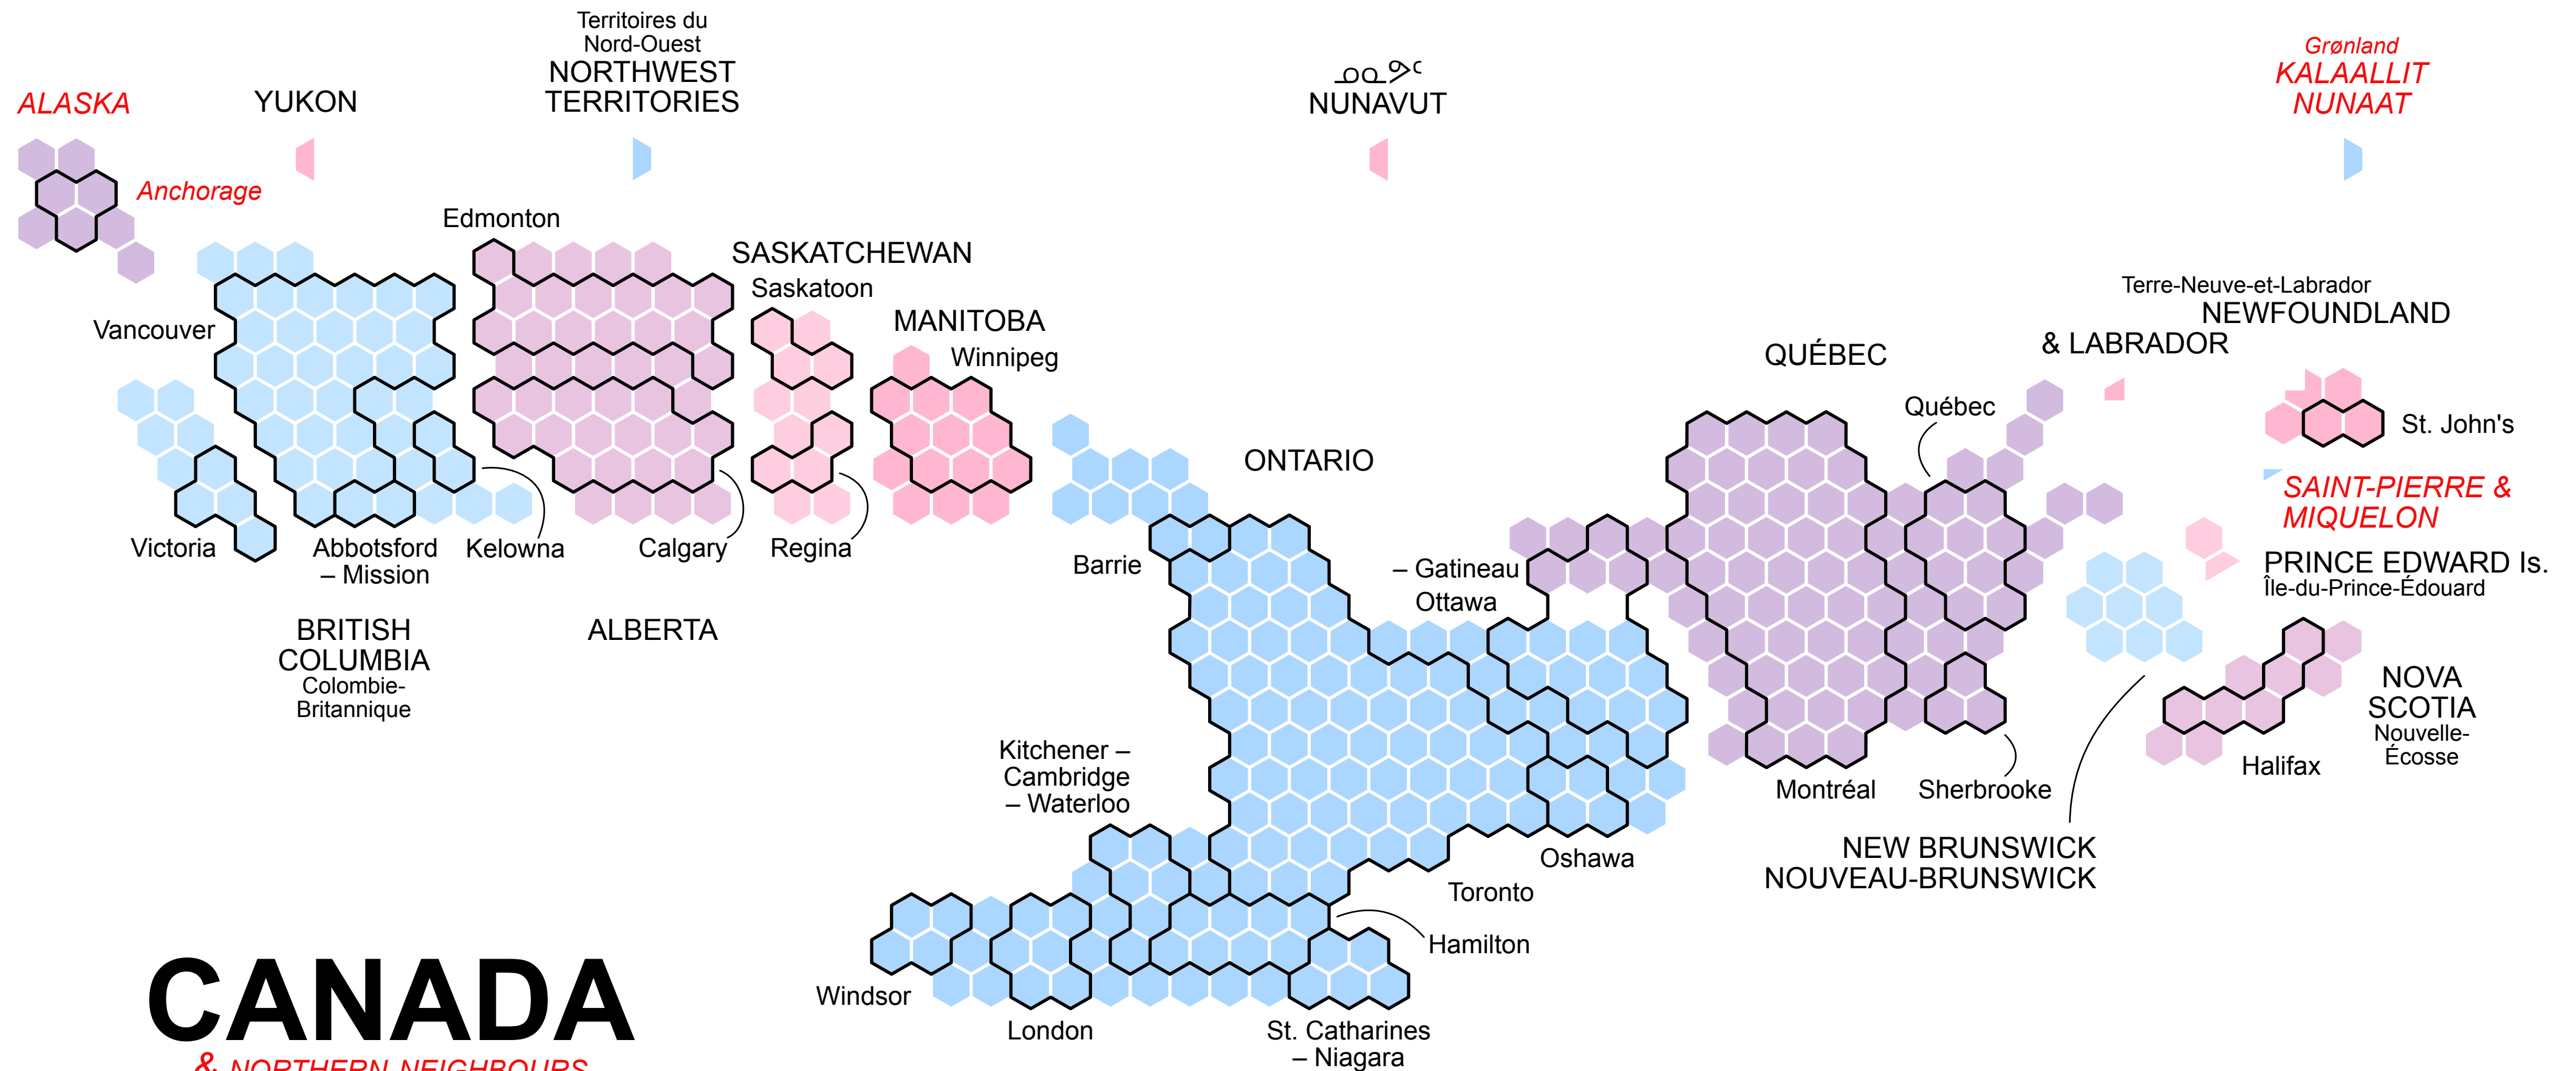 Territoires du
Nord-Ouest
NORTHWEST
TERRITORIES
ALASKA
YUKON
ᓄᓇᕗᑦ
NUNAVUT
Grønland
KALAALLIT
NUNAAT
Anchorage
Edmonton
SASKATCHEWAN
Saskatoon
MANITOBA
Winnipeg
Vancouver
Terre-Neuve-et-Labrador
NEWFOUNDLAND
& LABRADOR
QUÉBEC
Québec
St. John's
ONTARIO
SAINT-PIERRE &
MIQUELON
Victoria
Abbotsford
– Mission
Kelowna
Calgary
Regina
Barrie
– Gatineau
Ottawa
PRINCE EDWARD Is.
Île-du-Prince-Édouard
BRITISH
COLUMBIA
Colombie-
Britannique
ALBERTA
NOVA
SCOTIA
Nouvelle-
Écosse
Halifax
Kitchener –
Cambridge
– Waterloo
Montréal
Sherbrooke
NEW BRUNSWICK
NOUVEAU-BRUNSWICK
Oshawa
Toronto
Hamilton
Windsor
London
St. Catharines
– Niagara
CANADA
& NORTHERN NEIGHBOURS